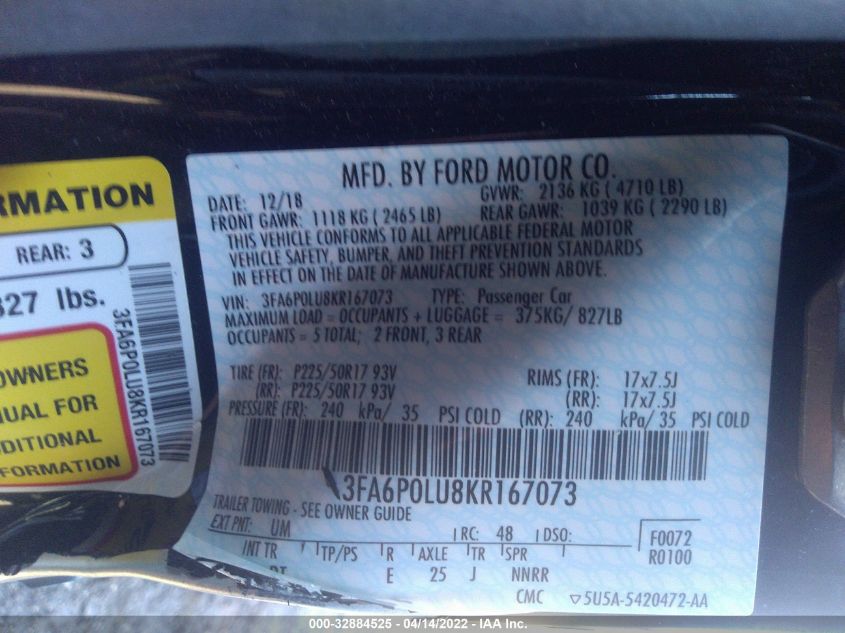 RMATION
REAR: 3
827 lbs.
3FA6P0LU8KR167073
OWNERS
NUAL FOR
DITIONAL
FORMATION
MFD. BY FORD MOTOR CO.
DATE: 12/18 GVWR: 2136 KG ( 4710 LB)
FRONT GAWR: 1118 KG ( 2465 LB) REAR GAWR: 1039 KG ( 2290 LB)
THIS VEHICLE CONFORMS TO ALL APPLICABLE FEDERAL MOTOR
VEHICLE SAFETY, BUMPER, AND THEFT PREVENTION STANDARDS
IN EFFECT ON THE DATE OF MANUFACTURE SHOWN ABOVE.
VIN: 3FA6P0LU8KR167073 TYPE: Passenger Car
MAXIMUM LOAD = OCCUPANTS + LUGGAGE = 375KG/ 827LB
OCCUPANTS = 5 TOTAL; 2 FRONT, 3 REAR
TIRE (FR): P225/50R17 93V RIMS (FR): 17x7.5J
(RR): P225/50R17 93V (RR): 17x7.5J
PRESSURE (FR): 240 kPa/ 35 PSI COLD (RR): 240 kPa/ 35 PSI COLD
3FA6P0LU8KR167073
TRAILER TOWING - SEE OWNER GUIDE
EXT PNT: UM RC: 48 DSO: F0072
R0100
INT TR TP/PS R AXLE TR SPR
E 25 J NNRR
CMC ▽5U5A-5420472-AA
000-32884525 - 04/14/2022 - IAA Inc.